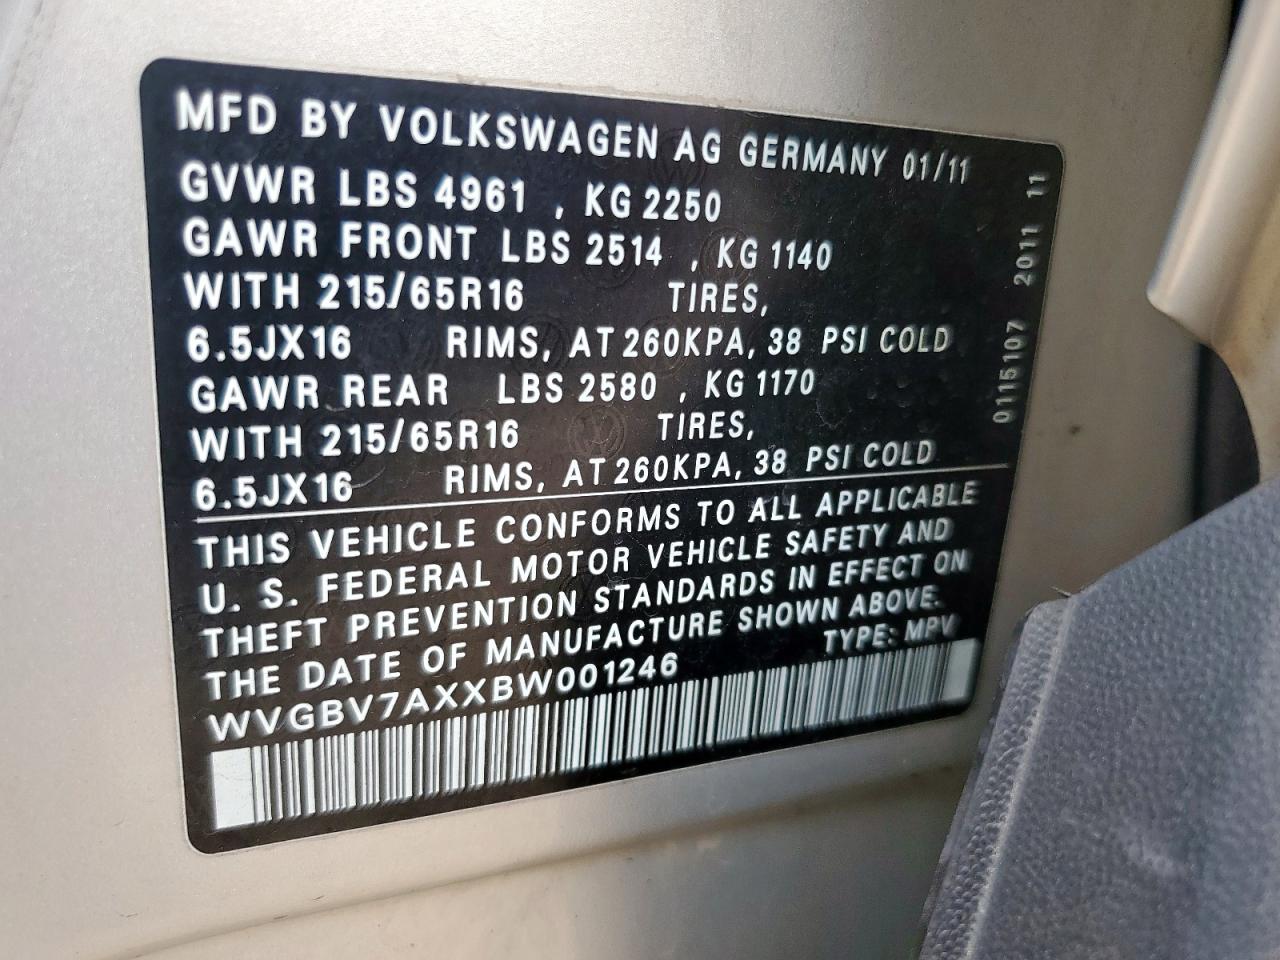 MFD BY VOLKSWAGEN AG GERMANY 01/11
GVWR LBS 4961 , KG 2250
GAWR FRONT LBS 2514 , KG 1140
WITH 215/65R16 TIRES,
6.5JX16 RIMS, AT 260KPA, 38 PSI COLD
GAWR REAR LBS 2580 , KG 1170
WITH 215/65R16 TIRES,
6.5JX16 RIMS, AT 260KPA, 38 PSI COLD
THIS VEHICLE CONFORMS TO ALL APPLICABLE
U. S. FEDERAL MOTOR VEHICLE SAFETY AND
THEFT PREVENTION STANDARDS IN EFFECT ON
THE DATE OF MANUFACTURE SHOWN ABOVE.
WVGBV7AXXBW001246 TYPE: MPV
0115107 2011 11